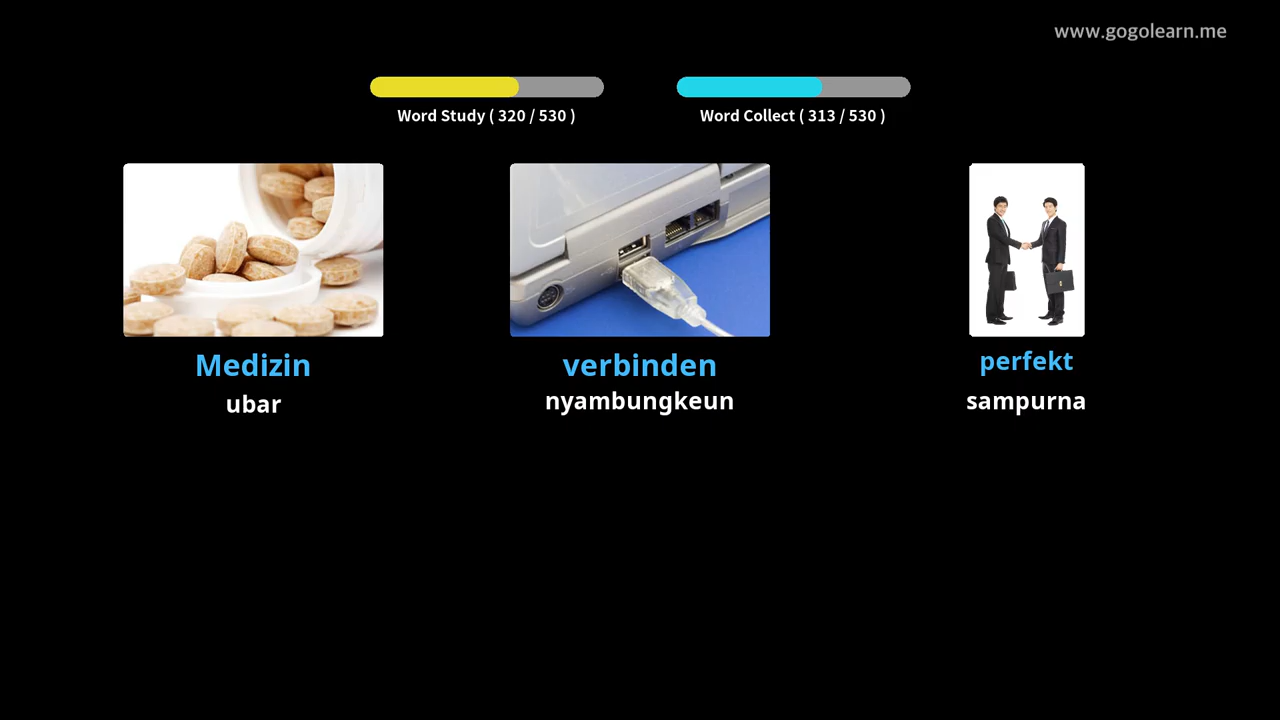 www.gogolearn.me
Word Study ( 320 / 530 )
Word Collect ( 313 / 530 )
Medizin
ubar
verbinden
nyambungkeun
perfekt
sampurna